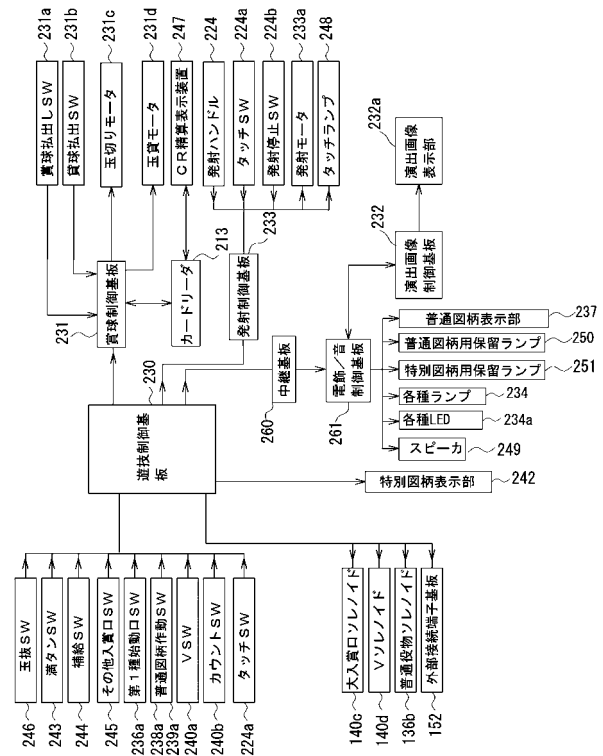 賞球払出しSW
231a
貸球払出SW
231b
玉切りモータ
231c
玉貸モータ
231d
CR精算表示装置
247
発射ハンドル
224
タッチSW
224a
発射停止SW
224b
発射モータ
233a
タッチランプ
248
賞球制御基板
231
カードリーダ
213
発射制御基板
233
遊技制御基
板
230
中継基板
260
電飾/音
制御基板
261
演出画像
制御基板
232
演出画像
表示部
232a
普通図柄表示部
237
普通図柄用保留ランプ
250
特別図柄用保留ランプ
251
各種ランプ
234
各種LED
234a
スピーカ
249
特別図柄表示部
242
玉抜SW
246
満タンSW
243
補給SW
244
その他入賞口SW
245
第1種始動口SW
236a
普通図柄作動SW
238a
239a
VSW
240a
カウントSW
240b
タッチSW
224a
大入賞口ソレノイド
140c
Vソレノイド
140d
普通役物ソレノイド
136b
外部接続端子基板
152